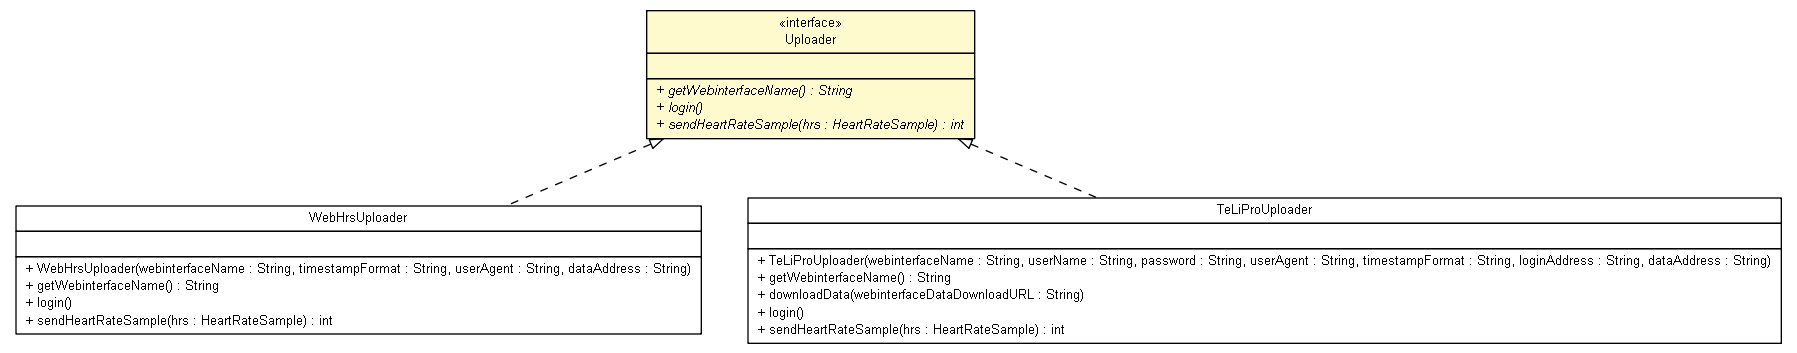 «interface»
Uploader
+ getWebinterfaceName() : String
+ login()
+ sendHeartRateSample(hrs : HeartRateSample) : int
WebHrsUploader
+ WebHrsUploader(webinterfaceName : String, timestampFormat : String, userAgent : String, dataAddress : String)
+ getWebinterfaceName() : String
+ login()
+ sendHeartRateSample(hrs : HeartRateSample) : int
TeLiProUploader
+ TeLiProUploader(webinterfaceName : String, userName : String, password : String, userAgent : String, timestampFormat : String, loginAddress : String, dataAddress : String)
+ getWebinterfaceName() : String
+ downloadData(webinterfaceDataDownloadURL : String)
+ login()
+ sendHeartRateSample(hrs : HeartRateSample) : int